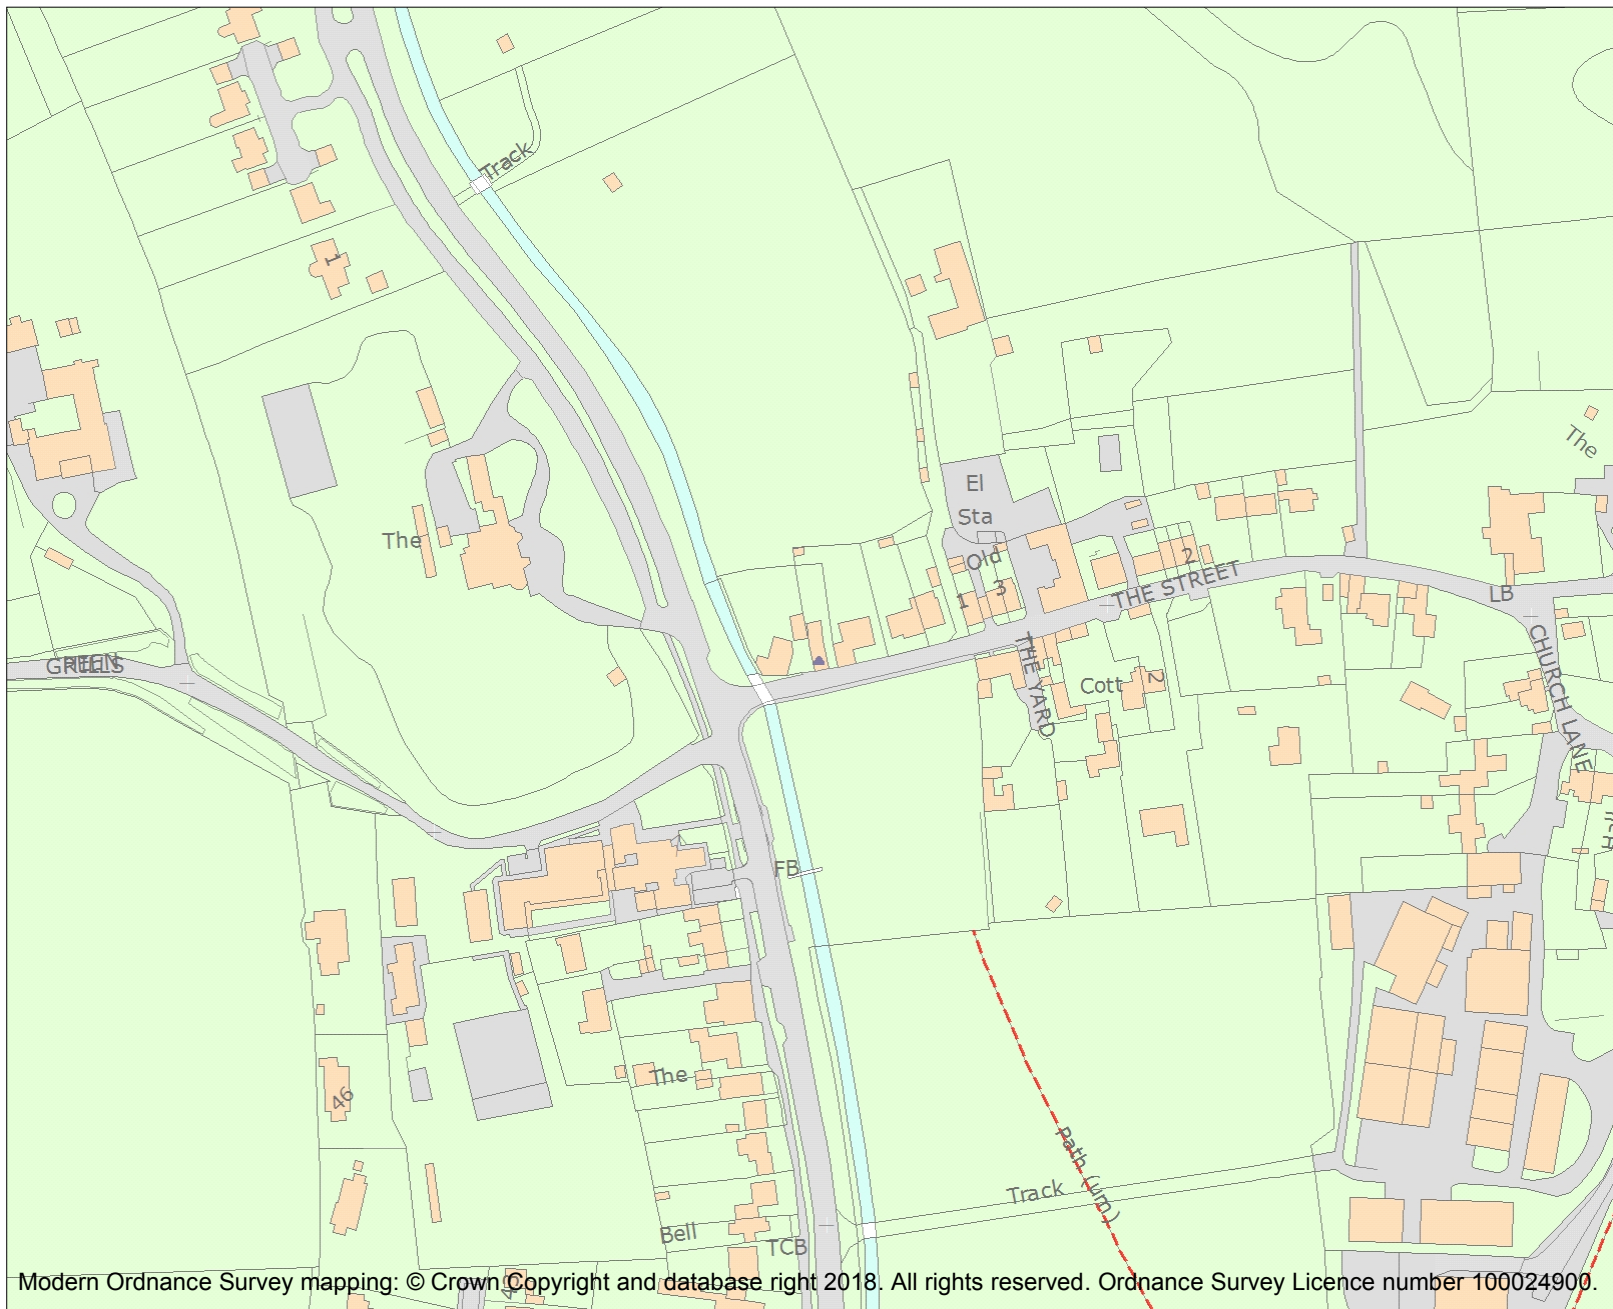 Track
1
The
El
Sta
Old
The
1
3
2
THE STREET
LB
GREEN
HILLS
THE YARD
Cott
2
CHURCH LANE
FB
The
46
Path (um)
Track
Bell
TCB
Modern Ordnance Survey mapping: © Crown Copyright and database right 2018. All rights reserved. Ordnance Survey Licence number 100024900.